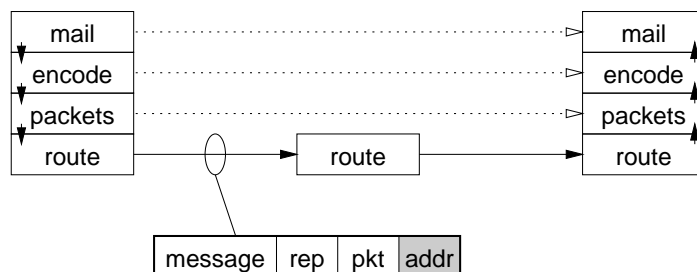 mail mail
encode encode
packets packets
route route route
message rep pkt addr